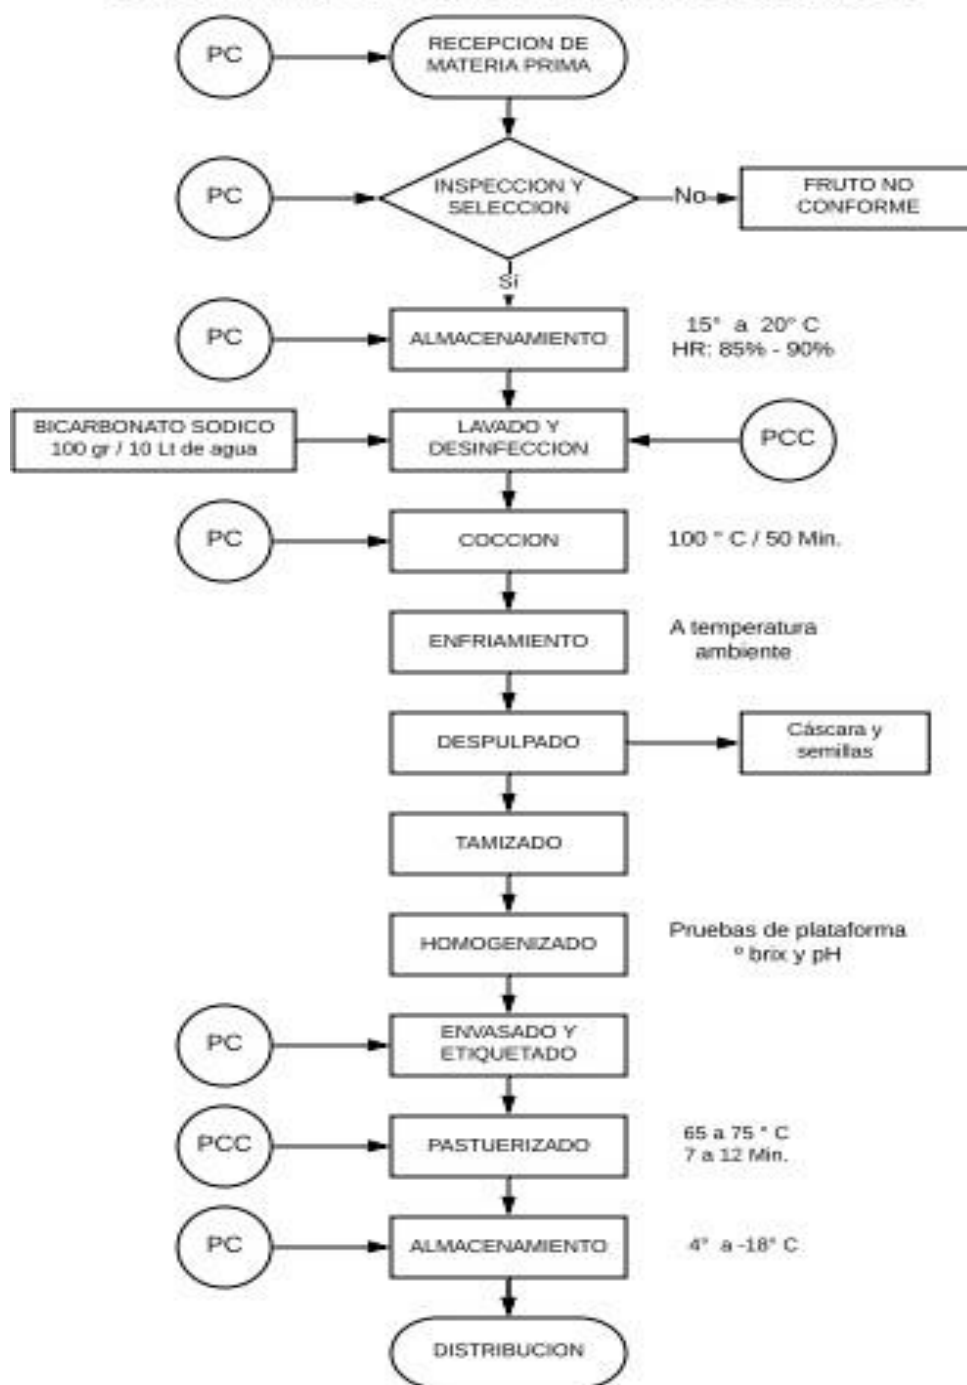 PC
RECEPCION DE
MATERIA PRIMA
PC
INSPECCION Y
SELECCION
No
FRUTO NO
CONFORME
Si
PC
ALMACENAMIENTO
15° a 20° C
HR: 85% - 90%
BICARBONATO SODICO
100 gr / 10 Lt de agua
LAVADO Y
DESINFECCION
PCC
PC
COCCION
100 ° C / 50 Min.
ENFRIAMIENTO
A temperatura
ambiente
DESPULPADO
Cáscara y
semillas
TAMIZADO
HOMOGENIZADO
Pruebas de plataforma
º brix y pH
PC
ENVASADO Y
ETIQUETADO
PCC
PASTUERIZADO
65 a 75 ° C
7 a 12 Min.
PC
ALMACENAMIENTO
4° a -18° C
DISTRIBUCION